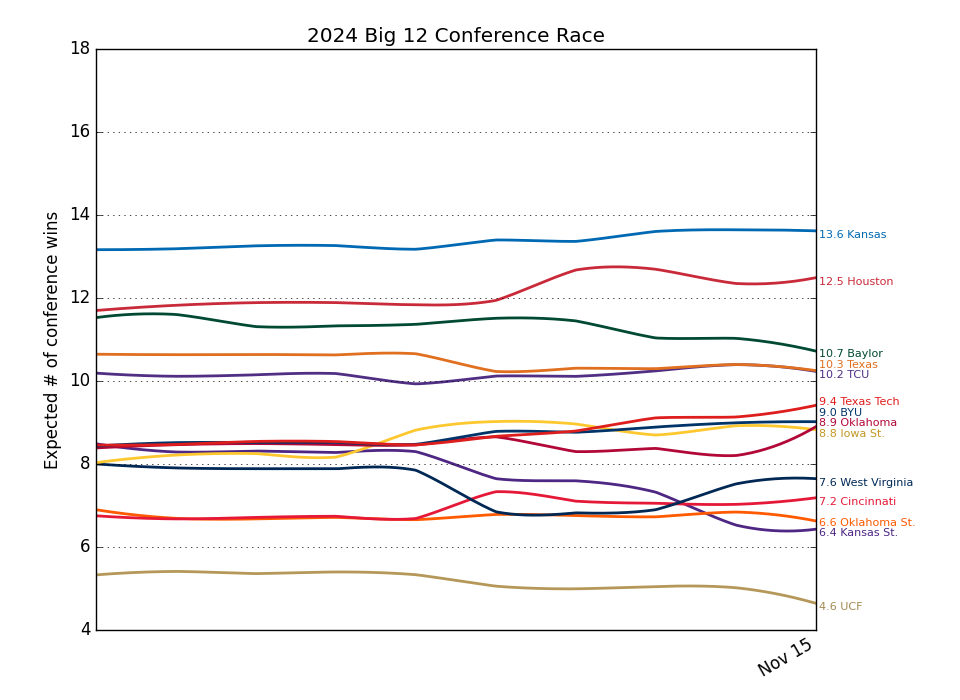 2024 Big 12 Conference Race
Expected # of conference wins
18
16
14
12
10
8
6
4
13.6 Kansas
12.5 Houston
10.7 Baylor
10.3 Texas
10.2 TCU
9.4 Texas Tech
9.0 BYU
8.9 Oklahoma
8.8 Iowa St.
7.6 West Virginia
7.2 Cincinnati
6.6 Oklahoma St.
6.4 Kansas St.
4.6 UCF
Nov 15